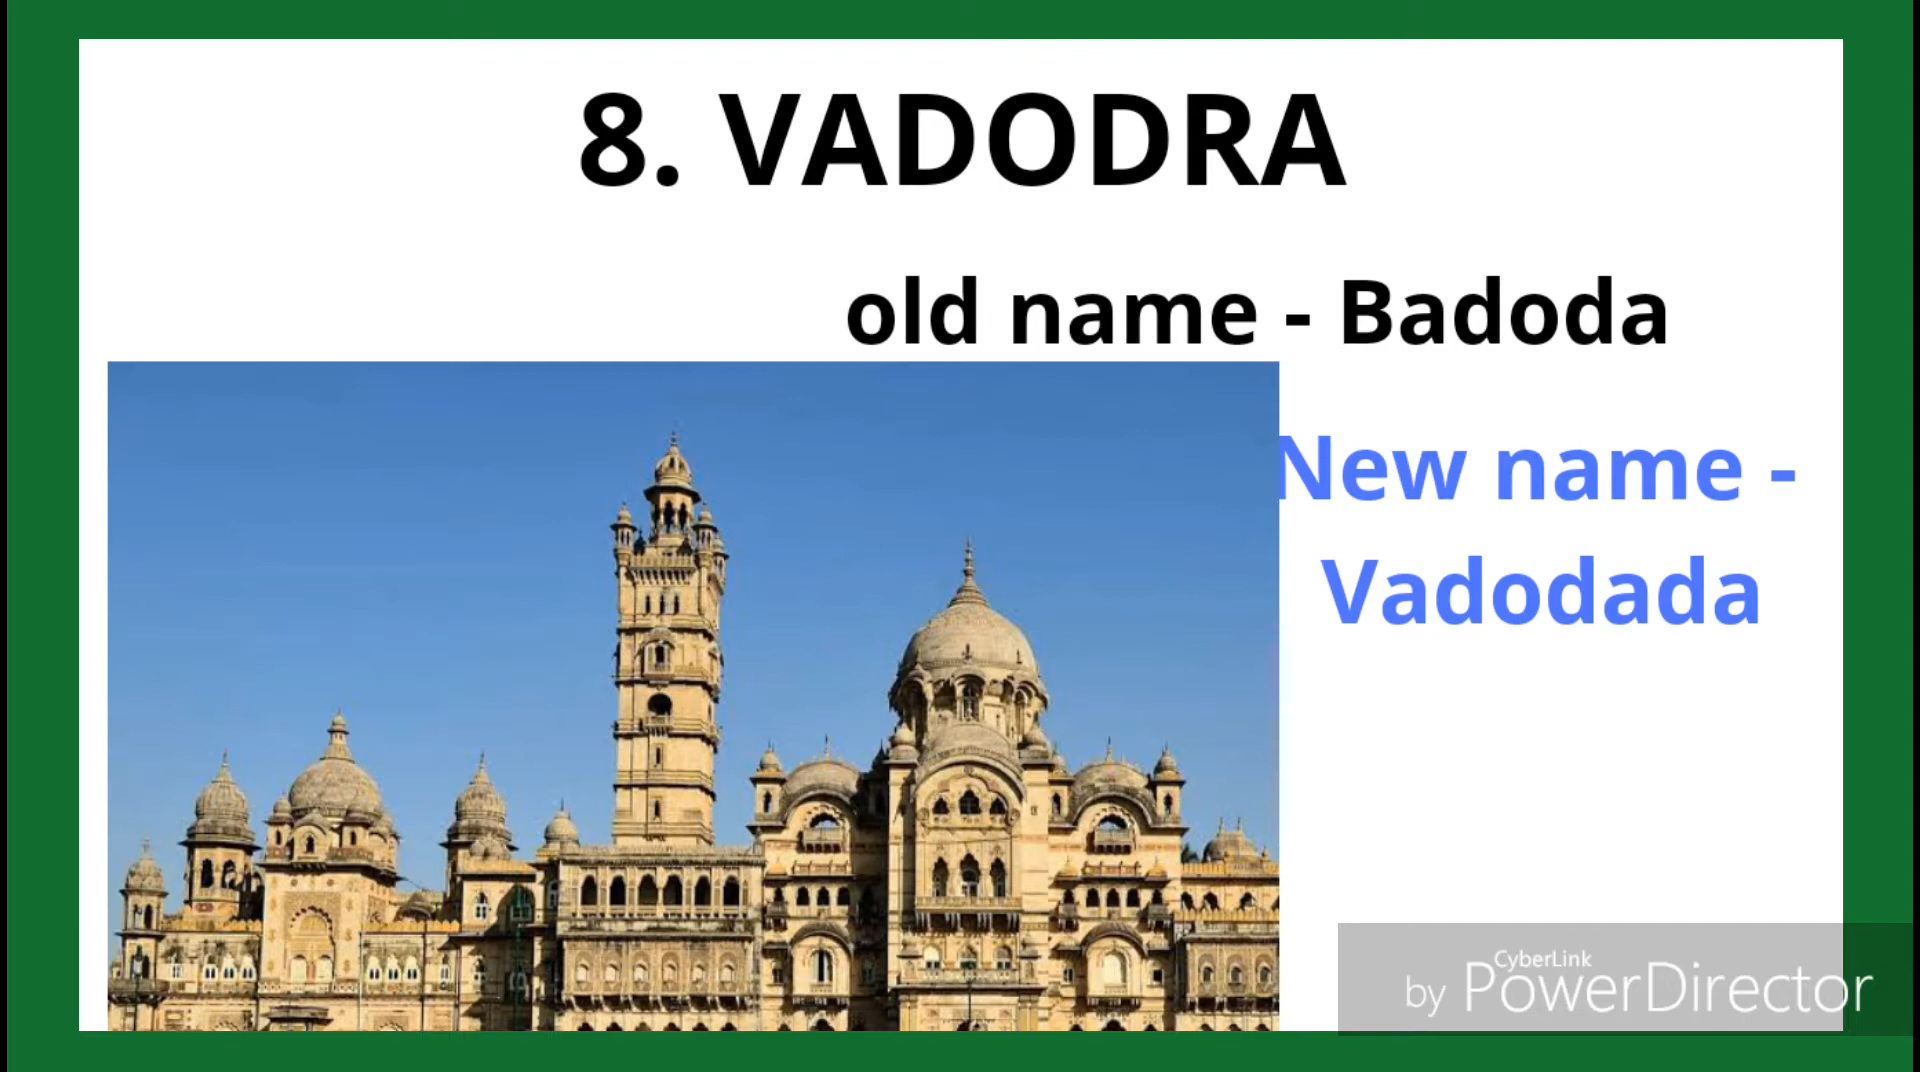 8. VADODRA
old name - Badoda
New name -
Vadodada
CyberLink
by PowerDirector